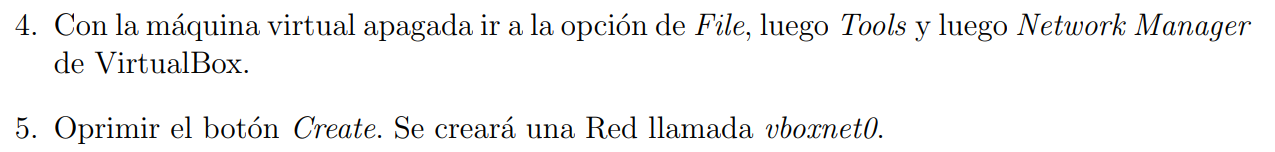 4. Con la máquina virtual apagada ir a la opción de File, luego Tools y luego Network Manager
de VirtualBox.
5. Oprimir el botón Create. Se creará una Red llamada vboxnet0.